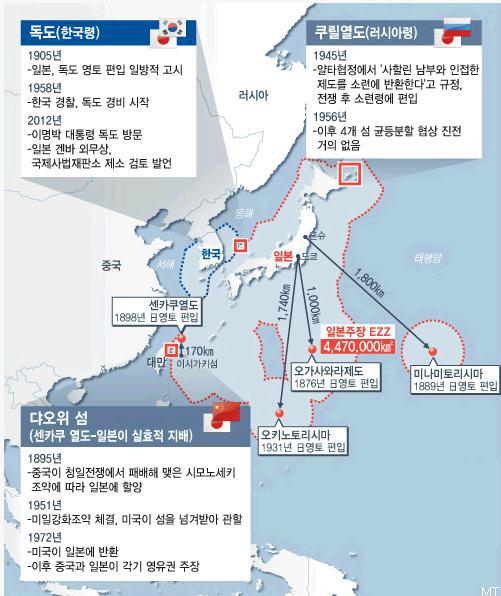 독도(한국령)
1905년
-일본, 독도 영토 편입 일방적 고시
1958년
-한국 경찰, 독도 경비 시작
2012년
-이명박 대통령 독도 방문
-일본 겐바 외무상,
국제사법재판소 제소 검토 발언
쿠릴열도(러시아령)
1945년
-얄타협정에서 '사할린 남부와 인접한
제도를 소련에 반환한다'고 규정,
전쟁 후 소련령에 편입
1956년
-이후 4개 섬 균등분할 협상 진전
거의 없음
러시아
동해
중국
서해
한국
일본
혼슈
도쿄
태평양
1,740km
1,000km
1,800km
센카쿠열도
1898년 日영토 편입
170km
대만
이시가키섬
일본주장 EZZ
4,470,000km²
오가사와라제도
1876년 日영토 편입
미나미토리시마
1889년 日영토 편입
오키노토리시마
1931년 日영토 편입
댜오위 섬
(센카쿠 열도-일본이 실효적 지배)
1895년
-중국이 청일전쟁에서 패배해 맺은 시모노세키
조약에 따라 일본에 할양
1951년
-미일강화조약 체결, 미국이 섬을 넘겨받아 관할
1972년
-미국이 일본에 반환
-이후 중국과 일본이 각기 영유권 주장
MT